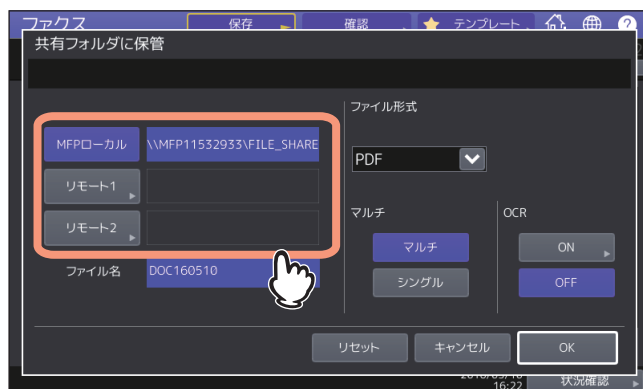 ファクス 保存 確認 テンプレート ?
共有フォルダに保管
ファイル形式
MFPローカル \\MFP11532933\FILE_SHARE
PDF
リモート1
リモート2
マルチ OCR
マルチ ON
ファイル名 DOC160510
シングル OFF
リセット キャンセル OK
16:22 状況確認